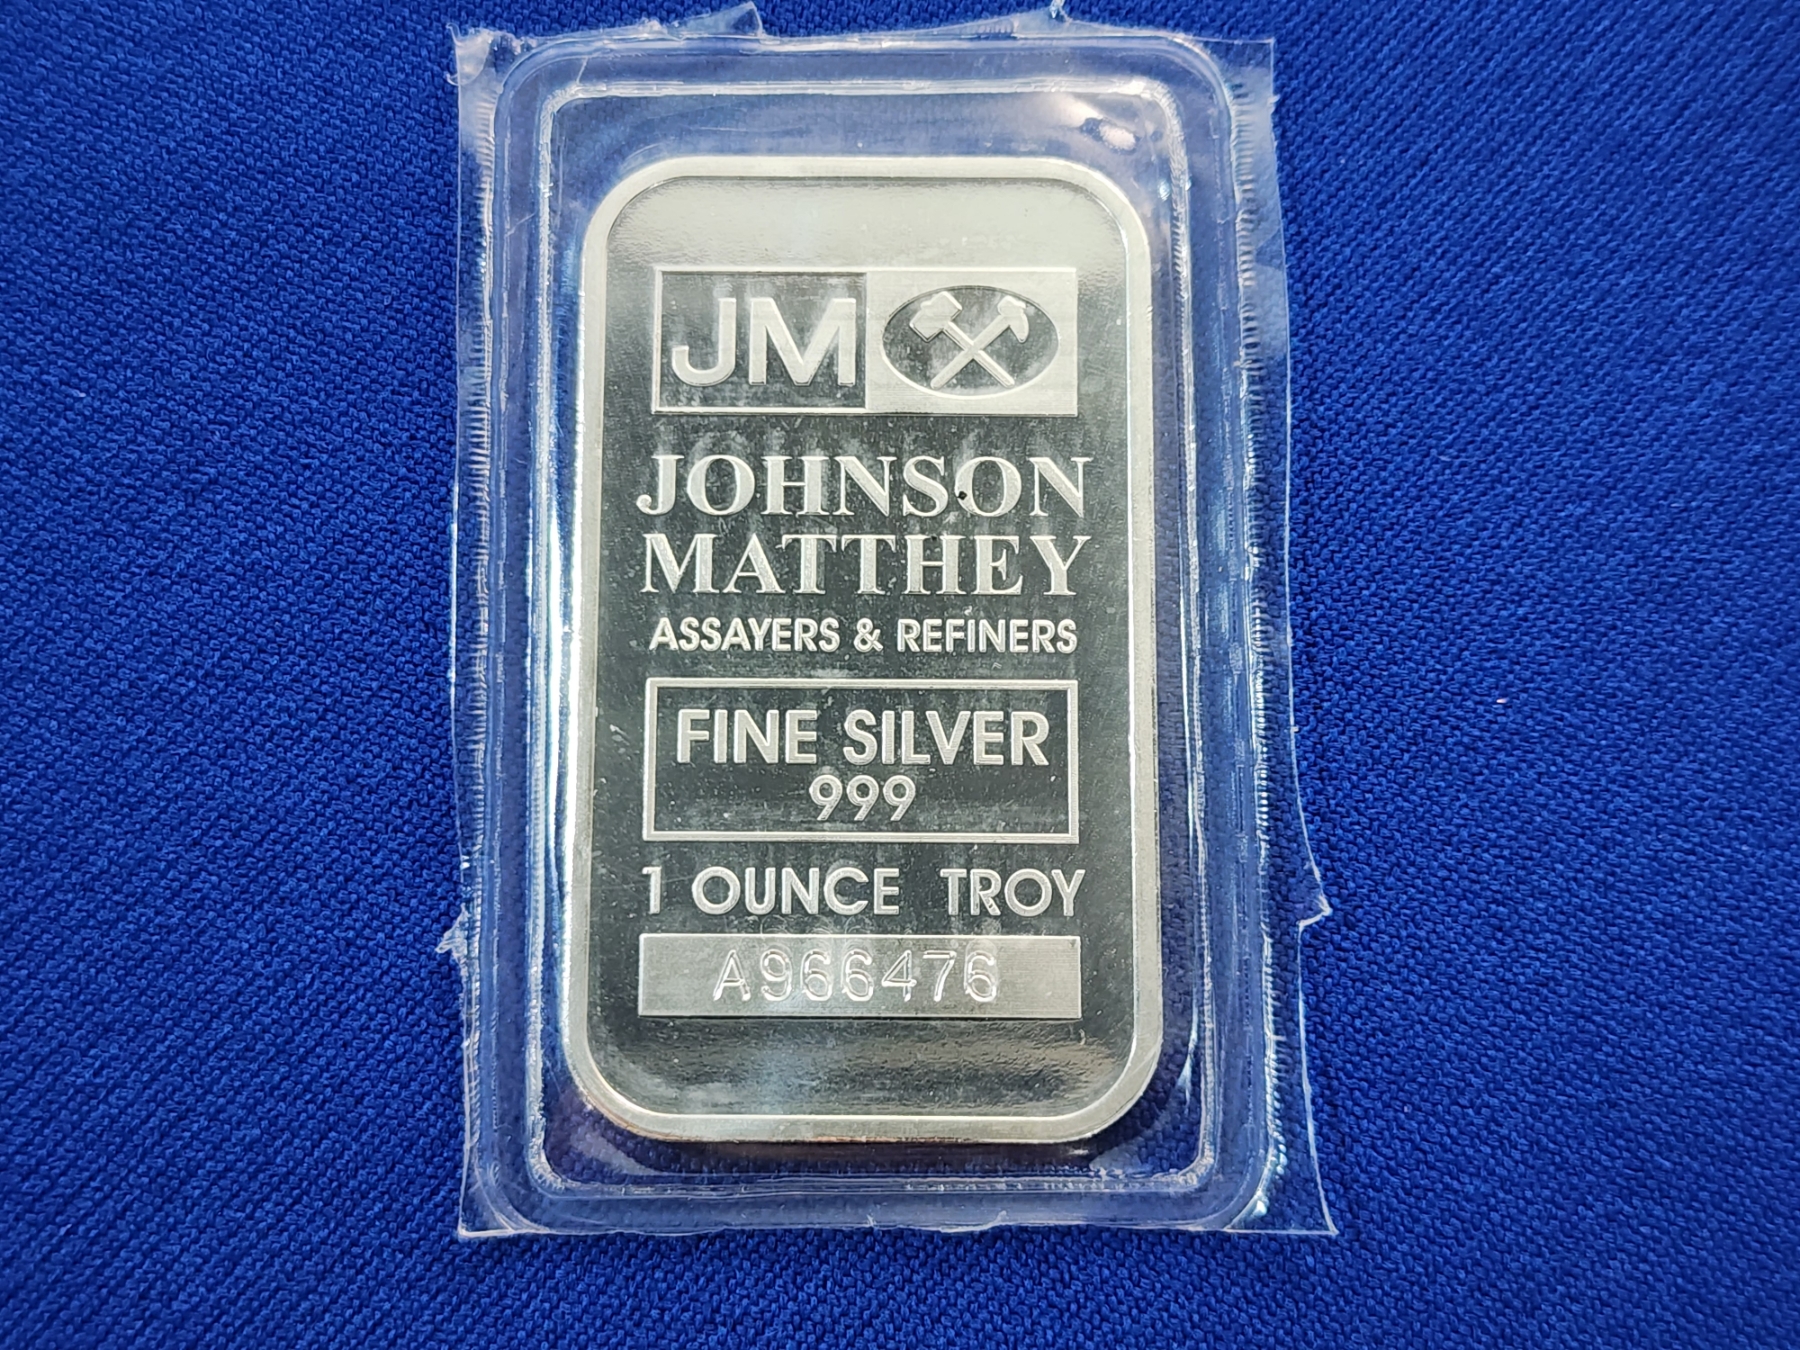 JM
JOHNSON
MATTHEY
ASSAYERS & REFINERS
FINE SILVER
999
1 OUNCE TROY
A966476